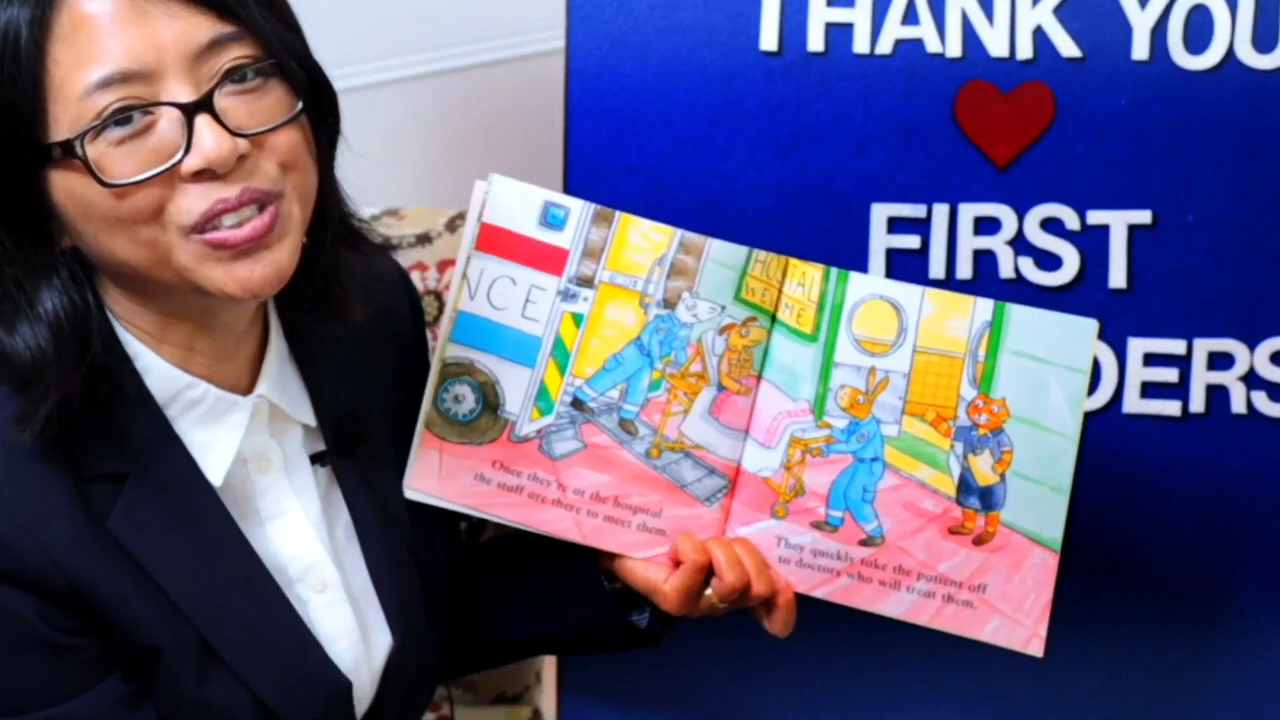 THANK YOU
FIRST
DERS
NCE
HOSPITAL
WELCOME
Once they're at the hospital
the staff are there to meet them.
They quickly take the patient off
to doctors who will treat them.